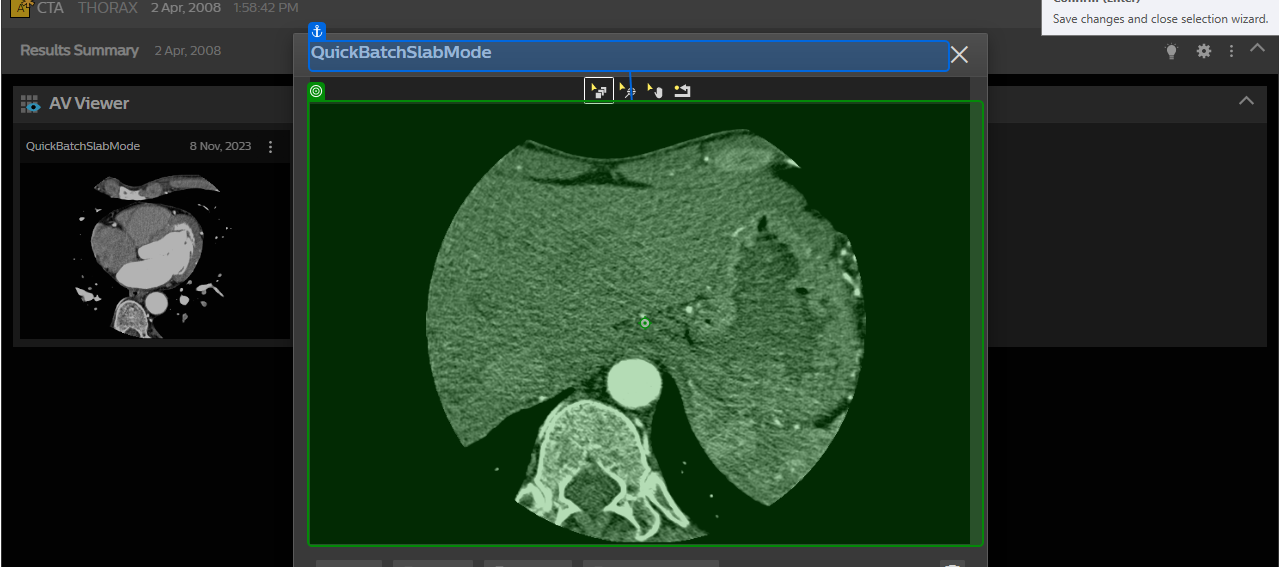 CTA THORAX 2 Apr, 2008 1:58:42 PM
Save changes and close selection wizard.
Results Summary 2 Apr, 2008
QuickBatchSlabMode
AV Viewer
QuickBatchSlabMode 8 Nov, 2023